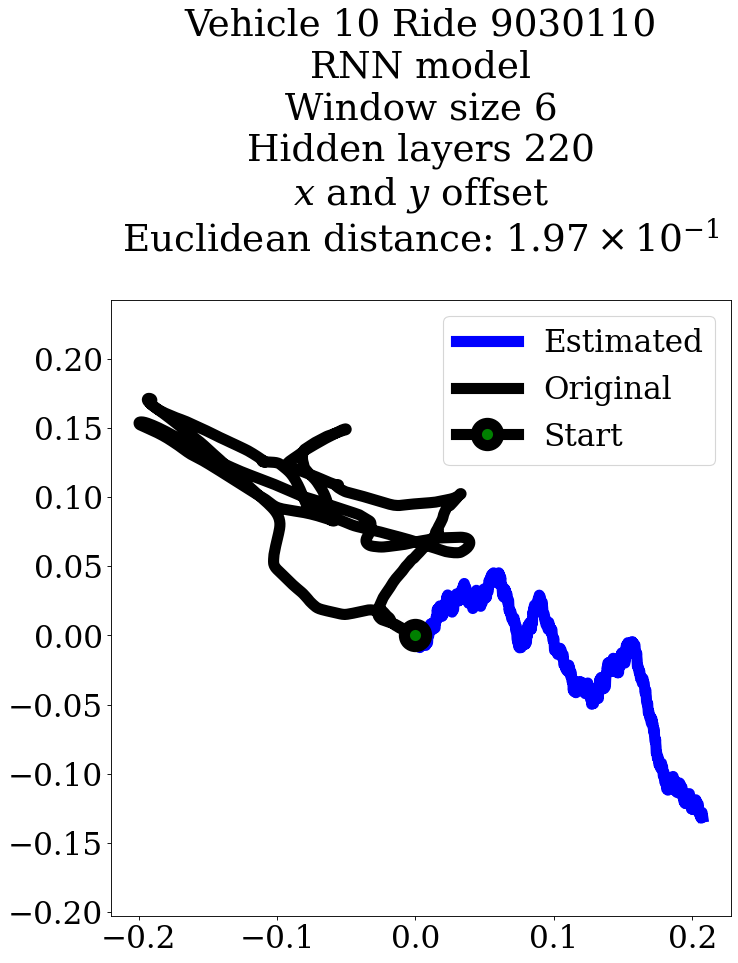 Vehicle 10 Ride 9030110
RNN model
Window size 6
Hidden layers 220
x and y offset
Euclidean distance: 1.97 × 10⁻¹
Estimated
Original
Start
0.20
0.15
0.10
0.05
0.00
−0.05
−0.10
−0.15
−0.20
−0.2 −0.1 0.0 0.1 0.2